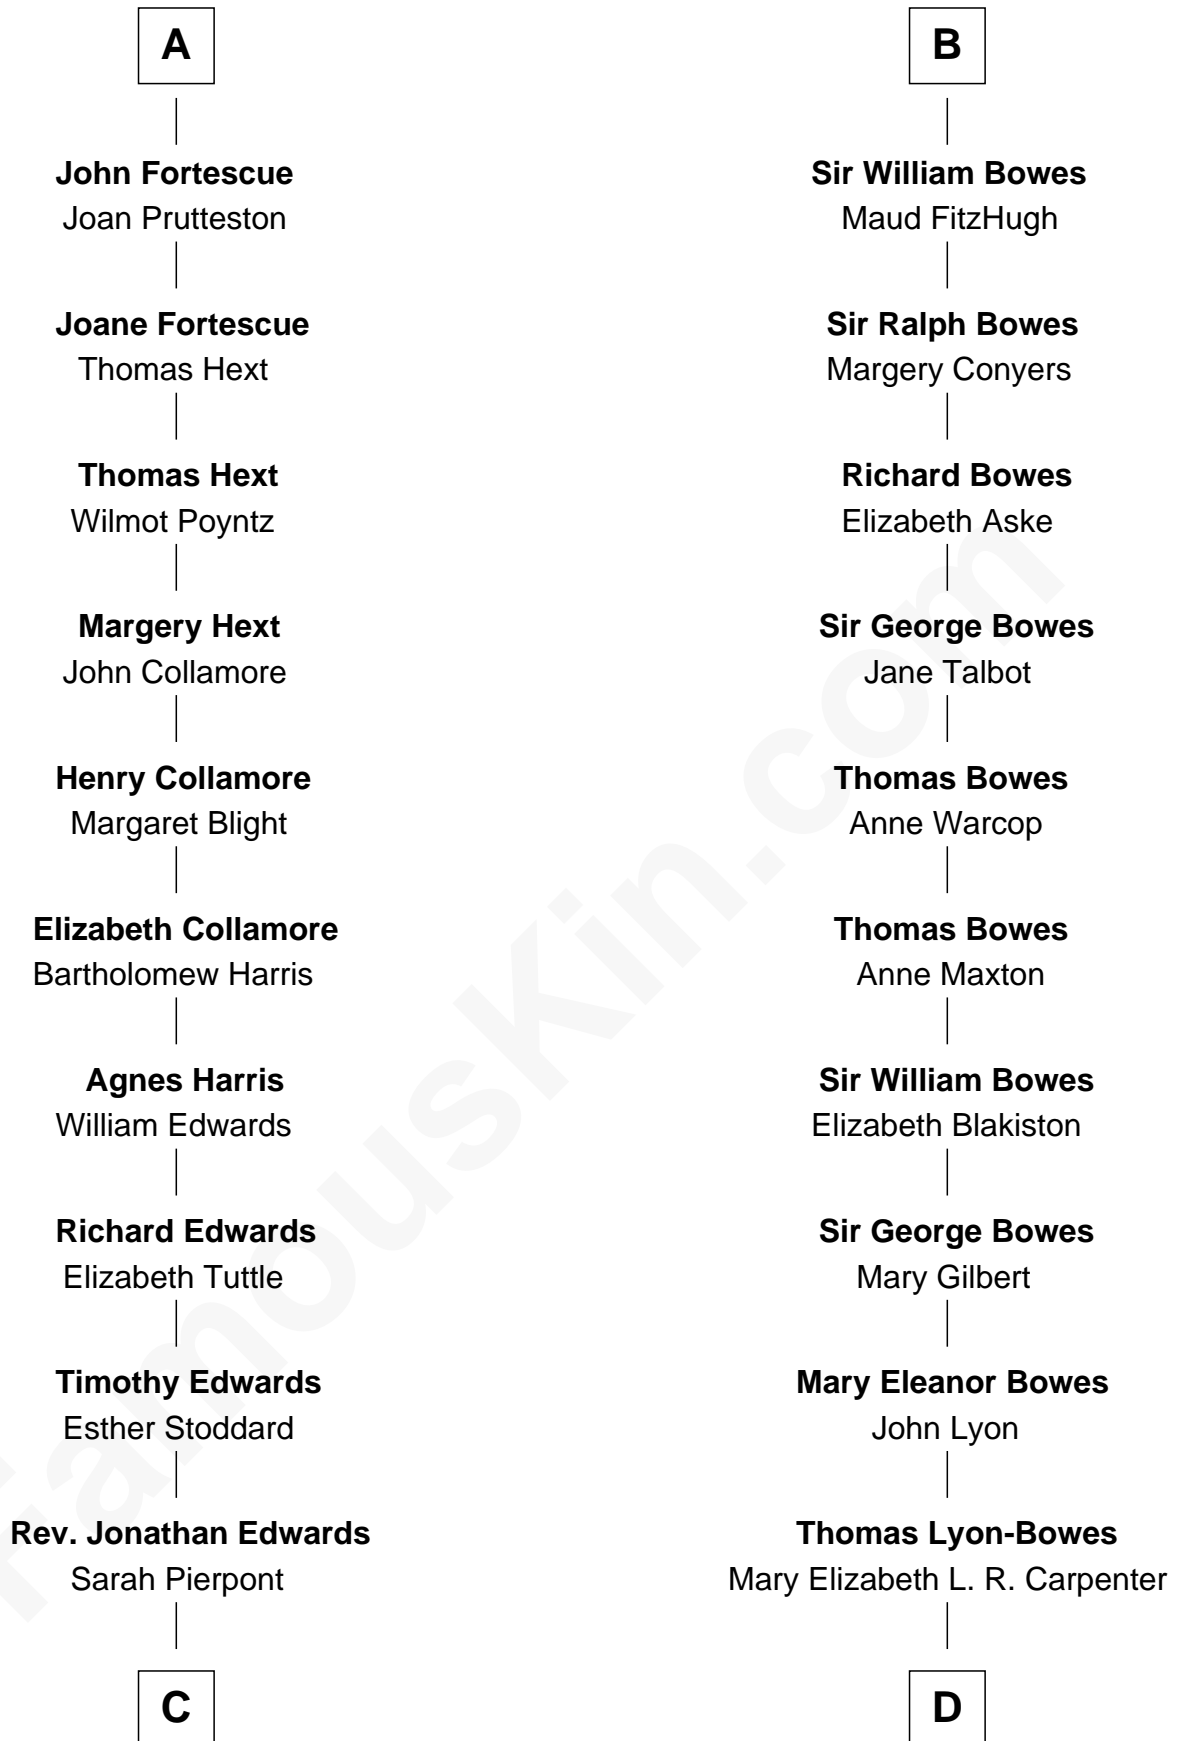 A
John Fortescue
Joan Prutteston
Joane Fortescue
Thomas Hext
Thomas Hext
Wilmot Poyntz
Margery Hext
John Collamore
Henry Collamore
Margaret Blight
Elizabeth Collamore
Bartholomew Harris
Agnes Harris
William Edwards
Richard Edwards
Elizabeth Tuttle
Timothy Edwards
Esther Stoddard
Rev. Jonathan Edwards
Sarah Pierpont
C
B
Sir William Bowes
Maud FitzHugh
Sir Ralph Bowes
Margery Conyers
Richard Bowes
Elizabeth Aske
Sir George Bowes
Jane Talbot
Thomas Bowes
Anne Warcop
Thomas Bowes
Anne Maxton
Sir William Bowes
Elizabeth Blakiston
Sir George Bowes
Mary Gilbert
Mary Eleanor Bowes
John Lyon
Thomas Lyon-Bowes
Mary Elizabeth L. R. Carpenter
D
famouskin.com